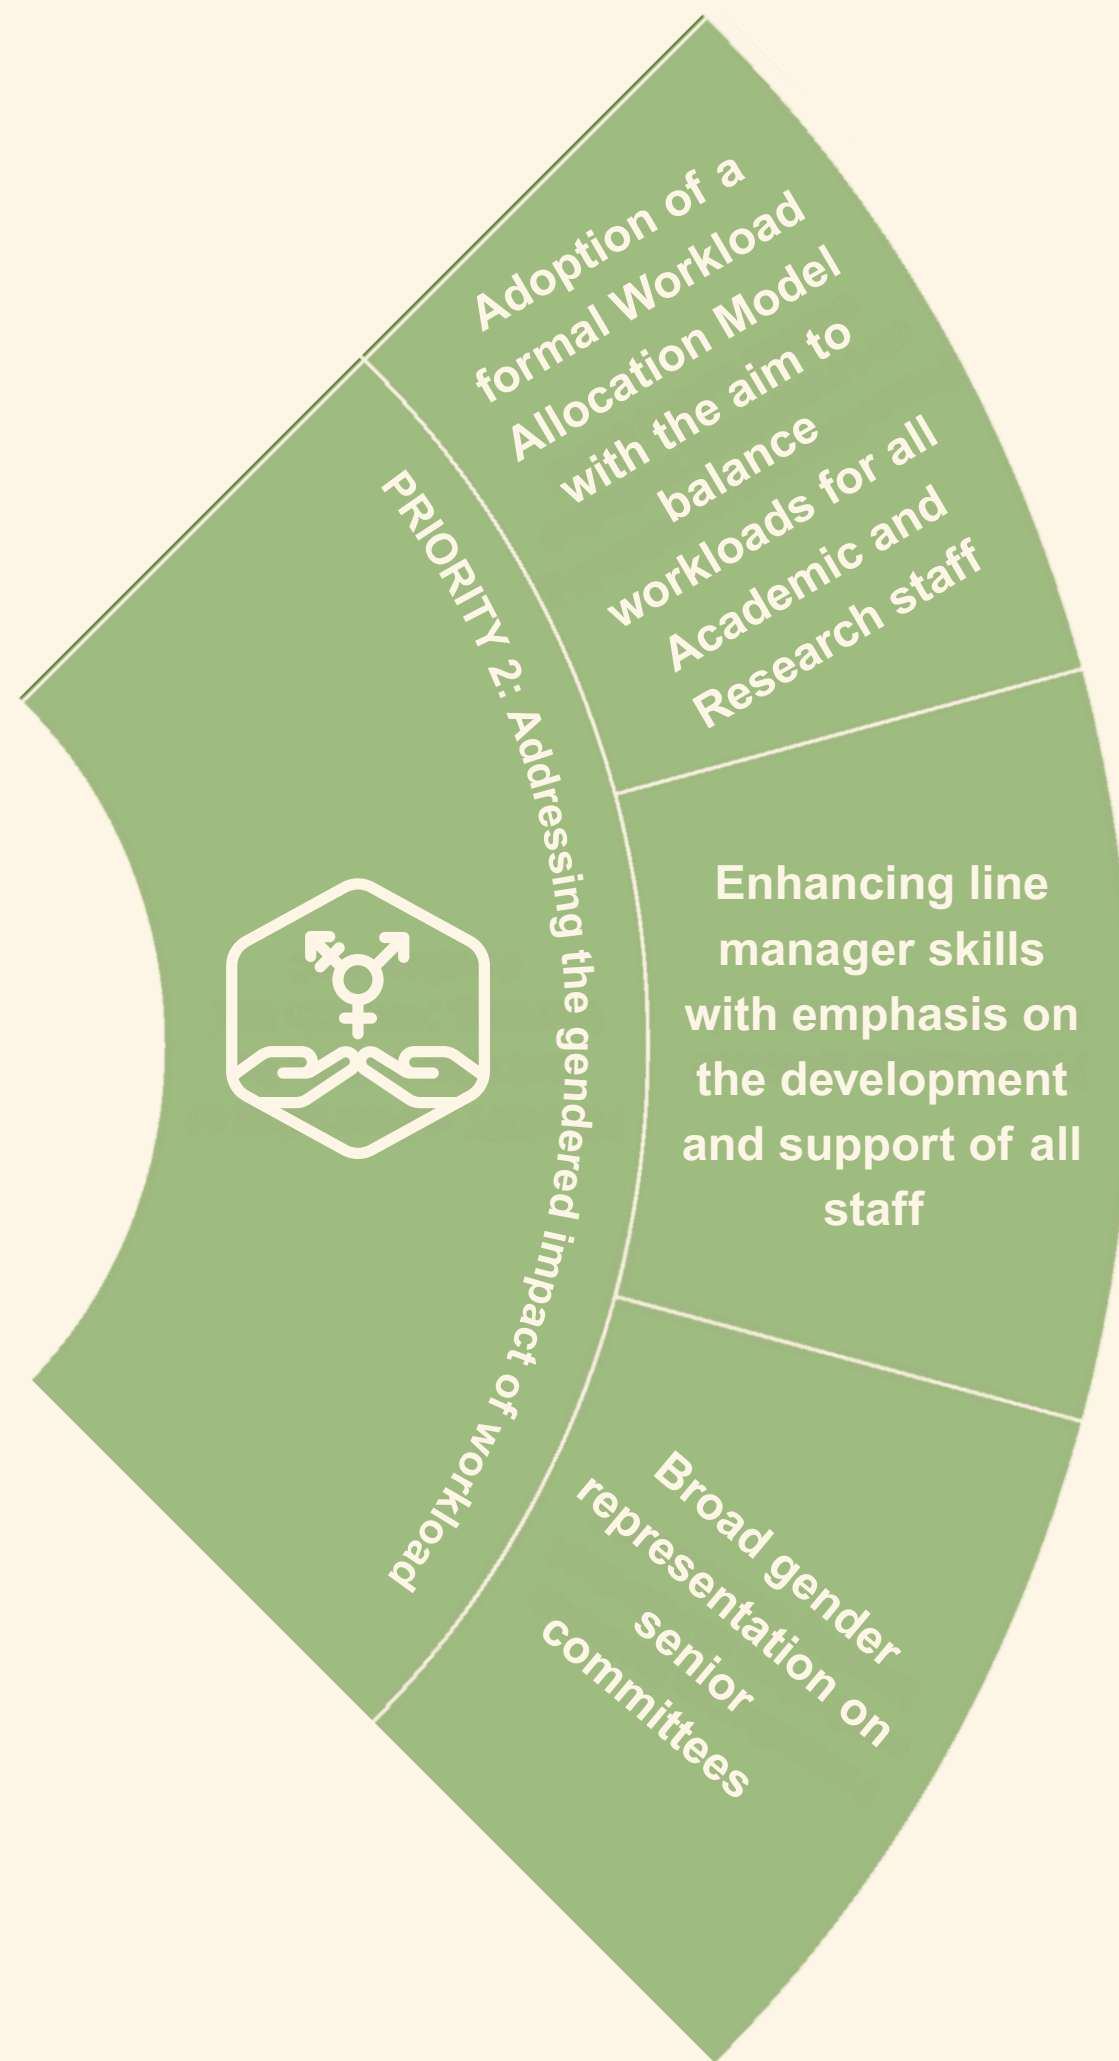 PRIORITY 2: Addressing the gendered impact of workload
Adoption of a
formal Workload
Allocation Model
with the aim to
balance
workloads for all
Academic and
Research staff
Enhancing line
manager skills
with emphasis on
the development
and support of all
staff
Broad gender
representation on
senior
committees